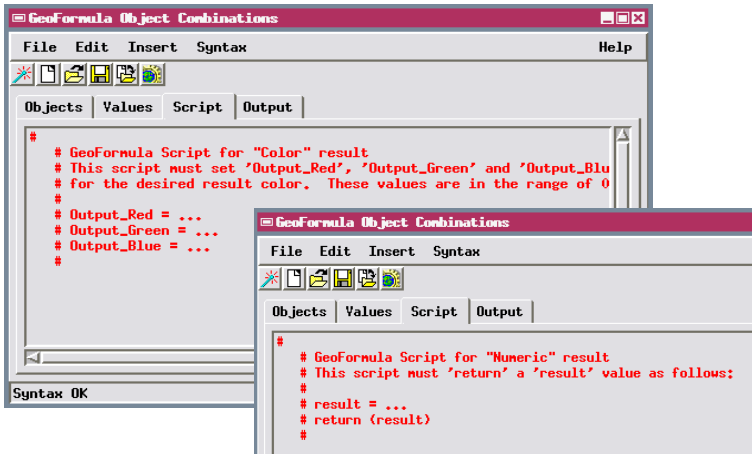 GeoFormula Object Combinations
File Edit Insert Syntax Help
Objects Values Script Output
#
# GeoFormula Script for "Color" result
# This script must set 'Output_Red', 'Output_Green' and 'Output_Blu
# for the desired result color. These values are in the range of 0
#
# Output_Red = ...
# Output_Green = ...
# Output_Blue = ...
#
Syntax OK
GeoFormula Object Combinations
File Edit Insert Syntax
Objects Values Script Output
#
# GeoFormula Script for "Numeric" result
# This script must 'return' a 'result' value as follows:
#
# result = ...
# return (result)
#